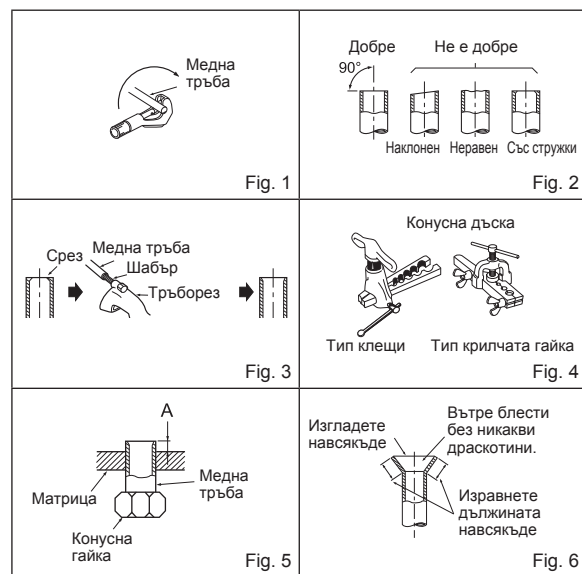 Медна
тръба
Fig. 1
Добре
Не е добре
90°
Наклонен
Неравен
Със стружки
Fig. 2
Срез
Медна тръба
Шабър
Тръборез
Fig. 3
Конусна дъска
Тип клещи
Тип крилчата гайка
Fig. 4
A
Матрица
Медна
тръба
Конусна
гайка
Fig. 5
Изгладете
навсякъде
Вътре блести
без никакви
драскотини.
Изравнете
дължината
навсякъде
Fig. 6